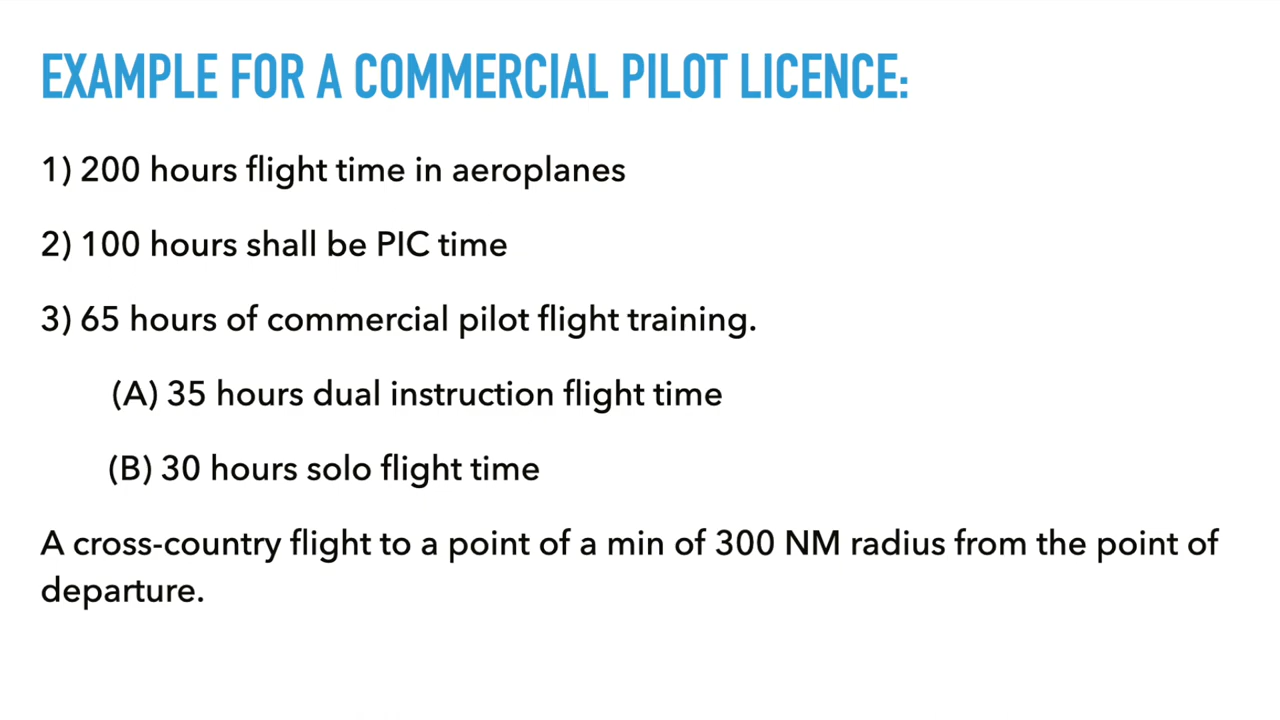 EXAMPLE FOR A COMMERCIAL PILOT LICENCE:
1) 200 hours flight time in aeroplanes
2) 100 hours shall be PIC time
3) 65 hours of commercial pilot flight training.
(A) 35 hours dual instruction flight time
(B) 30 hours solo flight time
A cross-country flight to a point of a min of 300 NM radius from the point of
departure.